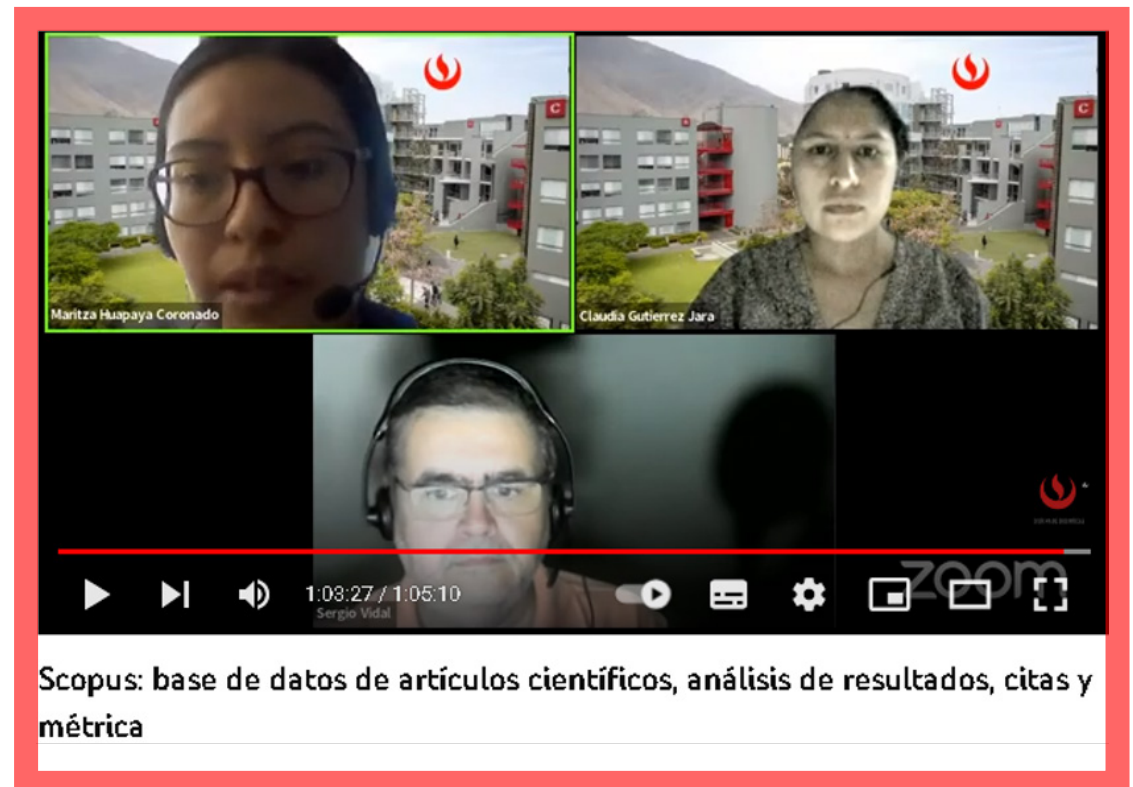 C
C
Maritza Huapaya Coronado
Claudia Gutierrez Jara
1:03:27 / 1:05:10
Sergio Vidal
zoom
Scopus: base de datos de artículos científicos, análisis de resultados, citas y
métrica